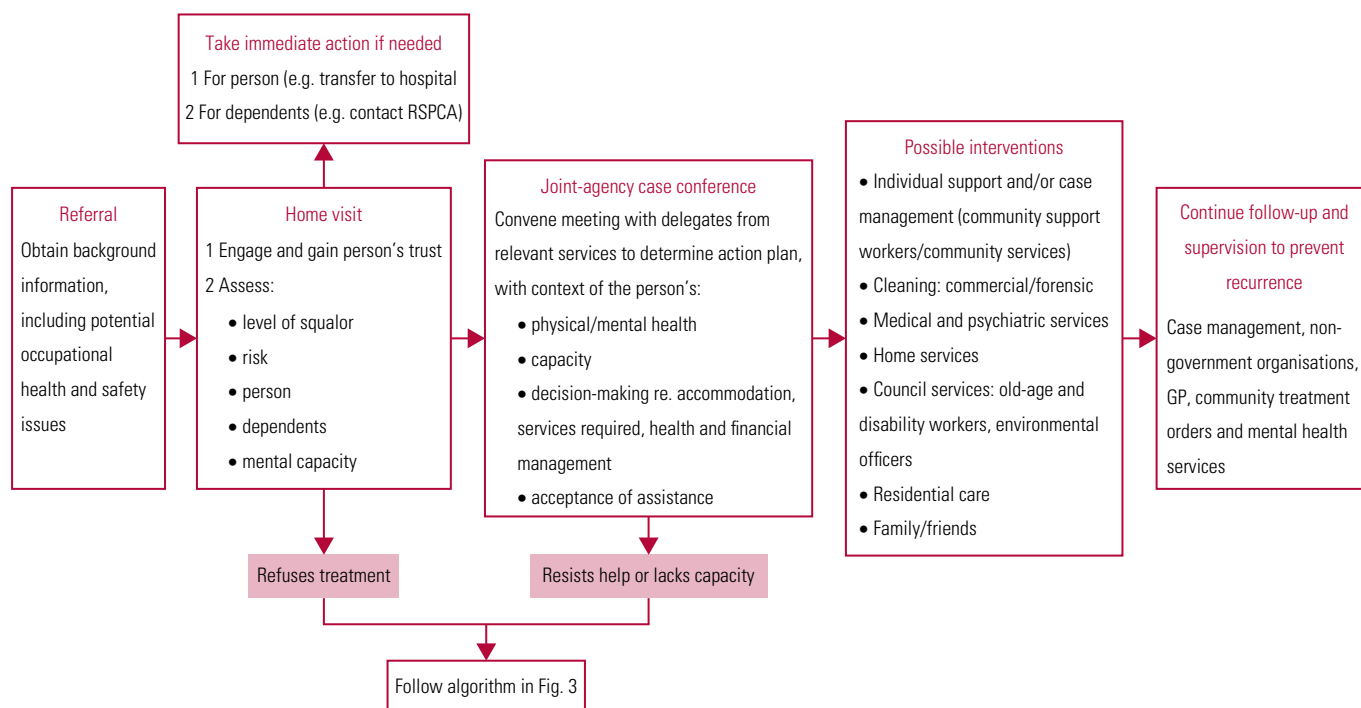 Take immediate action if needed
1 For person (e.g. transfer to hospital
2 For dependents (e.g. contact RSPCA)
Referral
Obtain background
information,
including potential
occupational
health and safety
issues
Home visit
1 Engage and gain person's trust
2 Assess:
• level of squalor
• risk
• person
• dependents
• mental capacity
Joint-agency case conference
Convene meeting with delegates from
relevant services to determine action plan,
with context of the person's:
• physical/mental health
• capacity
• decision-making re. accommodation,
services required, health and financial
management
• acceptance of assistance
Possible interventions
• Individual support and/or case
management (community support
workers/community services)
• Cleaning: commercial/forensic
• Medical and psychiatric services
• Home services
• Council services: old-age and
disability workers, environmental
officers
• Residential care
• Family/friends
Continue follow-up and
supervision to prevent
recurrence
Case management, non-
government organisations,
GP, community treatment
orders and mental health
services
Refuses treatment
Resists help or lacks capacity
Follow algorithm in Fig. 3